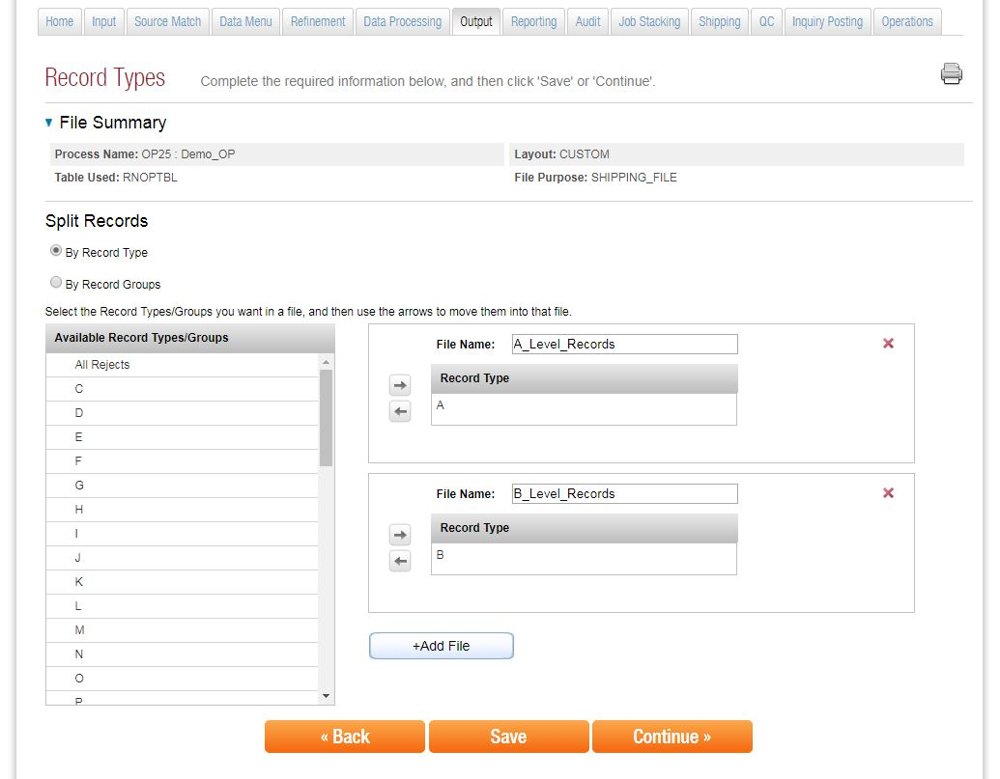 Home Input Source Match Data Menu Refinement Data Processing Output Reporting Audit Job Stacking Shipping QC Inquiry Posting Operations
Record Types Complete the required information below, and then click 'Save' or 'Continue'.
File Summary
Process Name: OP25 : Demo_OP Layout: CUSTOM
Table Used: RNOPTBL File Purpose: SHIPPING_FILE
Split Records
By Record Type
By Record Groups
Select the Record Types/Groups you want in a file, and then use the arrows to move them into that file.
Available Record Types/Groups
All Rejects
C
D
E
F
G
H
I
J
K
L
M
N
O
P
File Name: A_Level_Records
Record Type
A
File Name: B_Level_Records
Record Type
B
+Add File
« Back Save Continue »